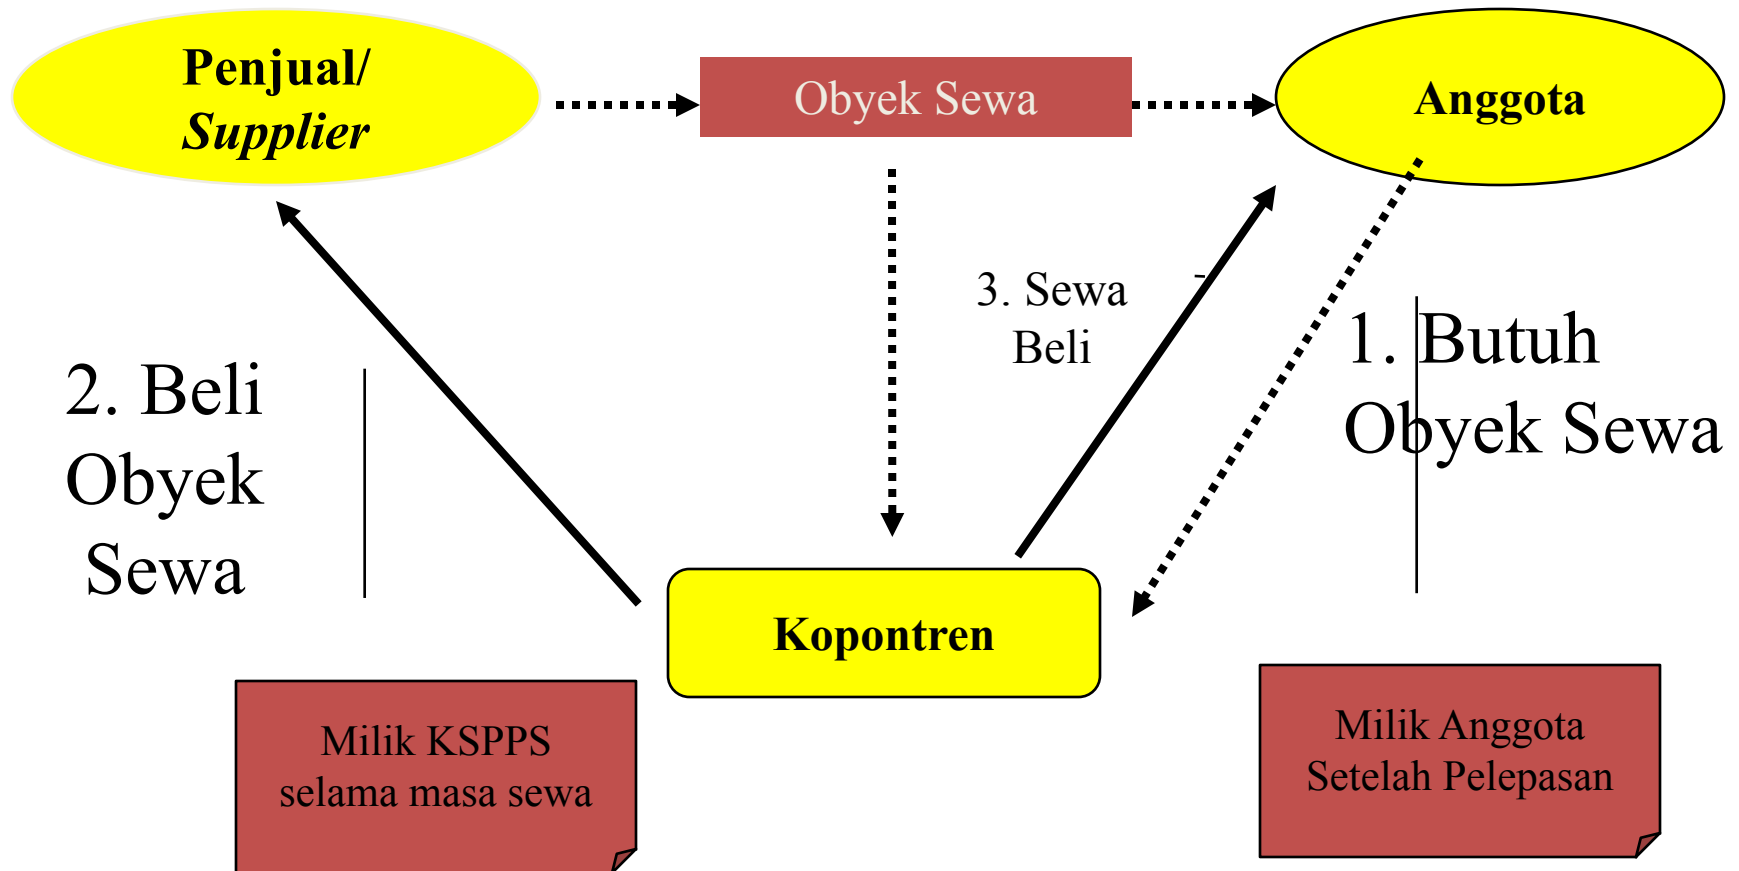 Penjual/
Supplier
Obyek Sewa
Anggota
3. Sewa
Beli
1. Butuh
Obyek Sewa
2. Beli
Obyek
Sewa
Kopontren
Milik KSPPS
selama masa sewa
Milik Anggota
Setelah Pelepasan